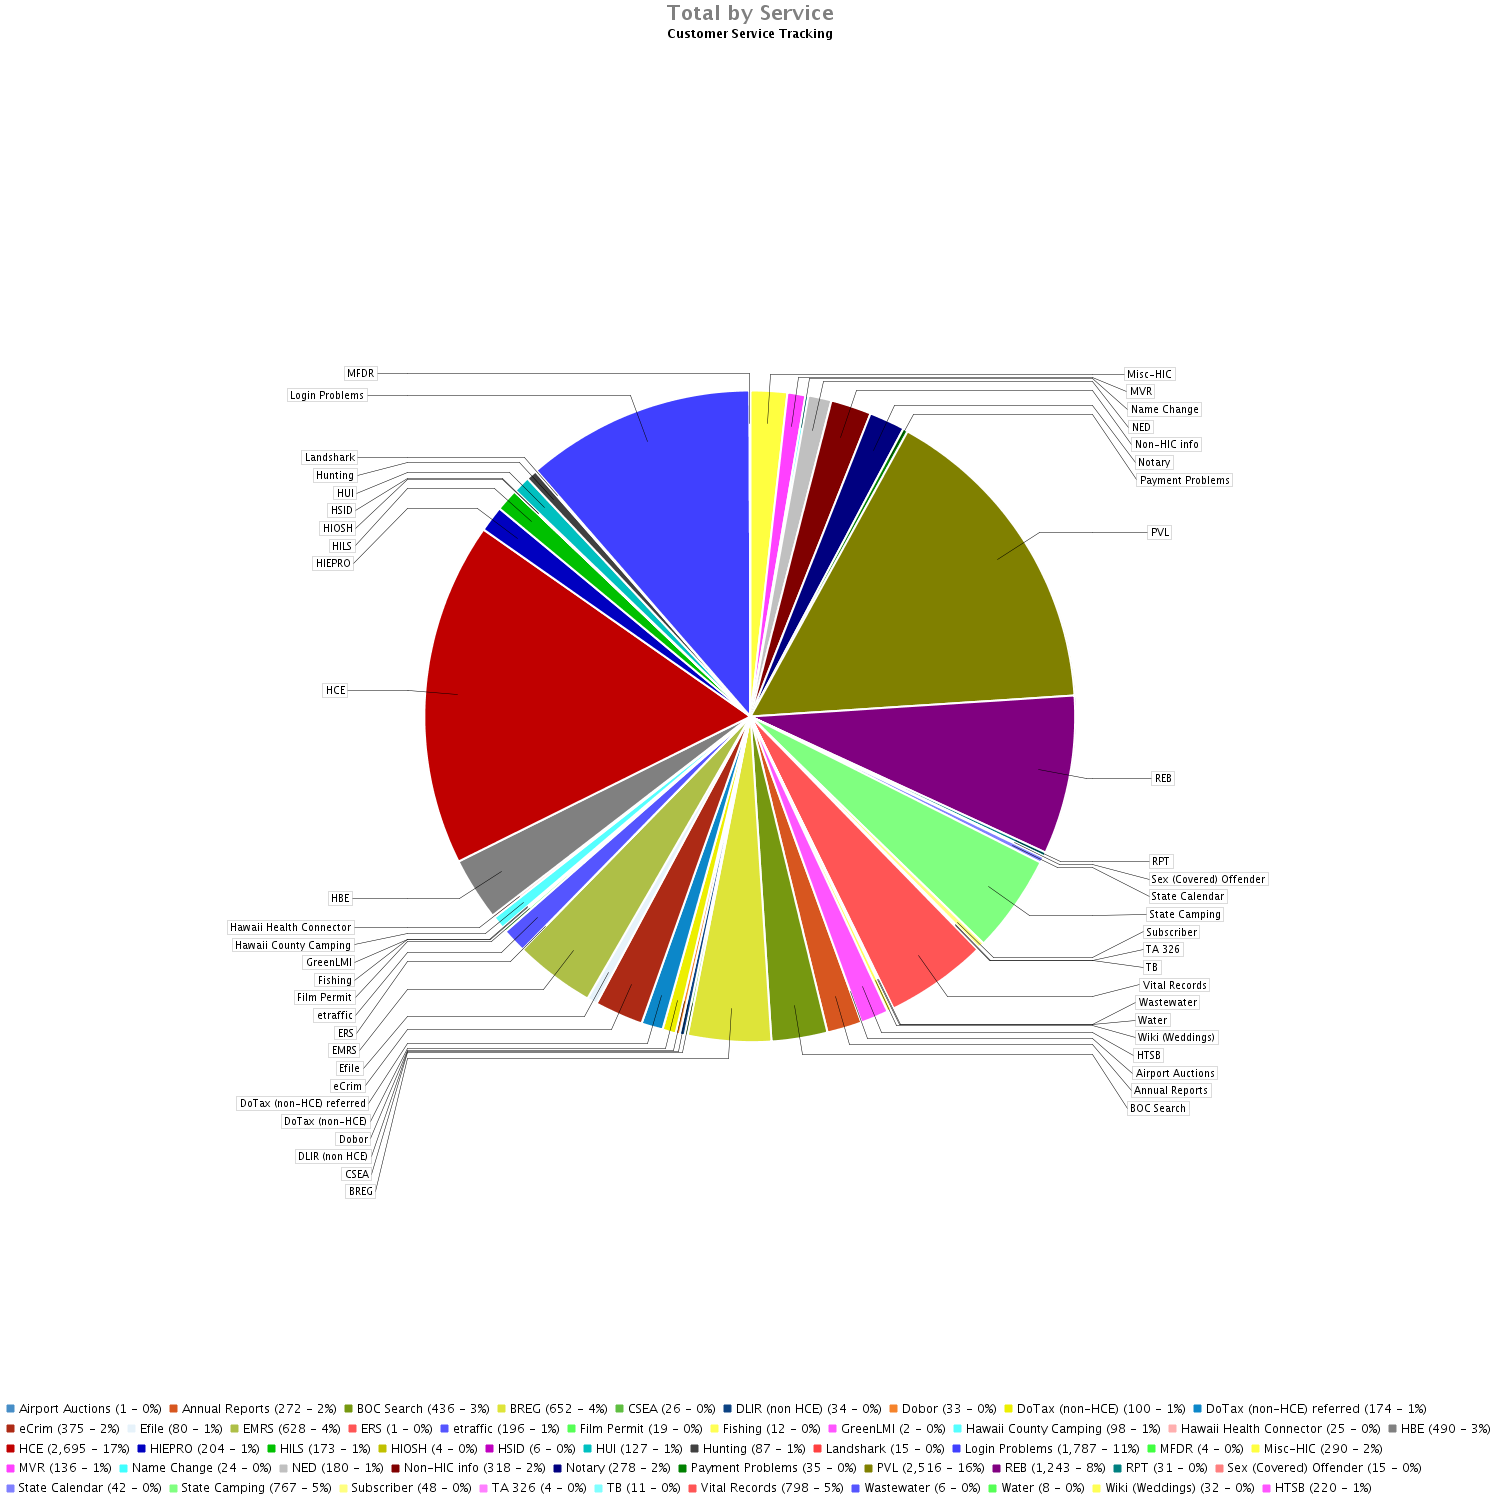 Total by Service
Customer Service Tracking
MFDR
Login Problems
Landshark
Hunting
HUI
HSID
HIOSH
HILS
HIEPRO
HCE
HBE
Hawaii Health Connector
Hawaii County Camping
GreenLMI
Fishing
Film Permit
etraffic
ERS
EMRS
Efile
eCrim
DoTax (non-HCE) referred
DoTax (non-HCE)
Dobor
DLIR (non HCE)
CSEA
BREG
Misc-HIC
MVR
Name Change
NED
Non-HIC info
Notary
Payment Problems
PVL
REB
RPT
Sex (Covered) Offender
State Calendar
State Camping
Subscriber
TA 326
TB
Vital Records
Wastewater
Water
Wiki (Weddings)
HTSB
Airport Auctions
Annual Reports
BOC Search
Airport Auctions (1 - 0%) Annual Reports (272 - 2%) BOC Search (436 - 3%) BREG (652 - 4%) CSEA (26 - 0%) DLIR (non HCE) (34 - 0%) Dobor (33 - 0%) DoTax (non-HCE) (100 - 1%) DoTax (non-HCE) referred (174 - 1%)
eCrim (375 - 2%) Efile (80 - 1%) EMRS (628 - 4%) ERS (1 - 0%) etraffic (196 - 1%) Film Permit (19 - 0%) Fishing (12 - 0%) GreenLMI (2 - 0%) Hawaii County Camping (98 - 1%) Hawaii Health Connector (25 - 0%) HBE (490 - 3%)
HCE (2,695 - 17%) HIEPRO (204 - 1%) HILS (173 - 1%) HIOSH (4 - 0%) HSID (6 - 0%) HUI (127 - 1%) Hunting (87 - 1%) Landshark (15 - 0%) Login Problems (1,787 - 11%) MFDR (4 - 0%) Misc-HIC (290 - 2%)
MVR (136 - 1%) Name Change (24 - 0%) NED (180 - 1%) Non-HIC info (318 - 2%) Notary (278 - 2%) Payment Problems (35 - 0%) PVL (2,516 - 16%) REB (1,243 - 8%) RPT (31 - 0%) Sex (Covered) Offender (15 - 0%)
State Calendar (42 - 0%) State Camping (767 - 5%) Subscriber (48 - 0%) TA 326 (4 - 0%) TB (11 - 0%) Vital Records (798 - 5%) Wastewater (6 - 0%) Water (8 - 0%) Wiki (Weddings) (32 - 0%) HTSB (220 - 1%)